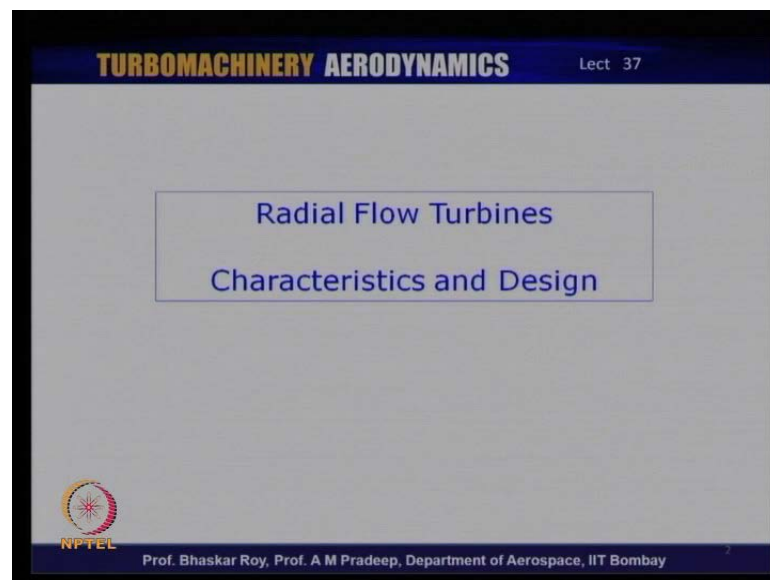 TURBOMACHINERY AERODYNAMICS Lect 37
Radial Flow Turbines
Characteristics and Design
NPTEL
Prof. Bhaskar Roy, Prof. A M Pradeep, Department of Aerospace, IIT Bombay
2